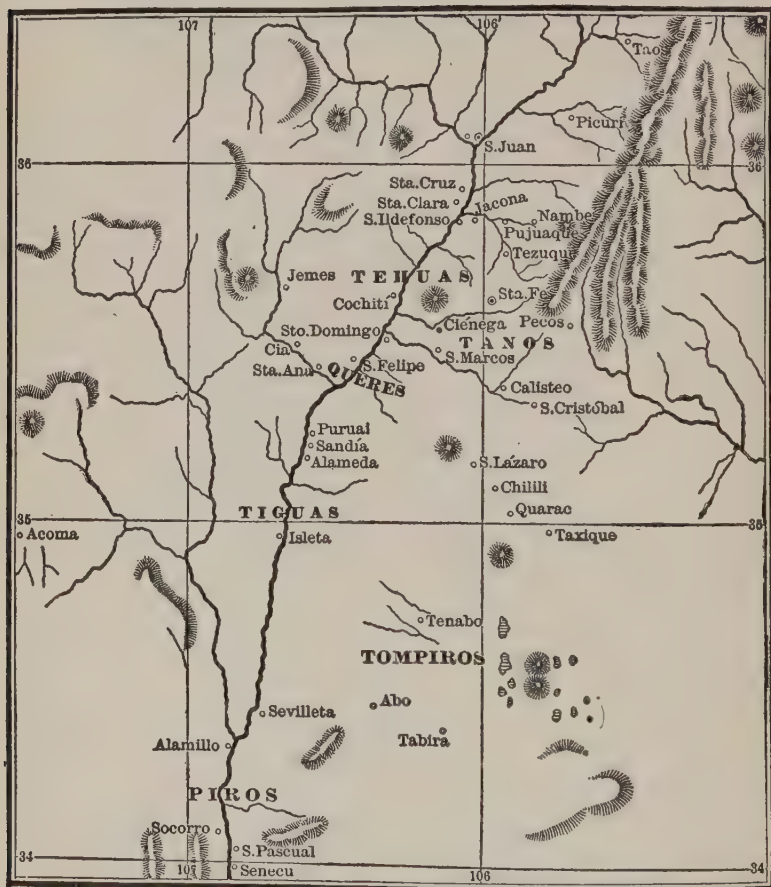 107
106
Taos
Picuri
S.Juan
36
36
Sta.Cruz
Sta.Clara
Jacona
S.Ildefonso
Nambe
Pujuaque
Tezuque
TEHUAS
Jemes
Cochití
Sta.Fe
Sto.Domingo
Ciénega
Pecos
TANOS
Cia
S.Marcos
Sta.Ana
S.Felipe
QUERES
Calisteo
S.Cristóbal
Puruai
Sandía
Alameda
S.Lázaro
Chilili
Quarac
TIGUAS
35
35
Acoma
Isleta
Taxique
Tenabo
TOMPIROS
Abo
Sevilleta
Tabira
Alamillo
PIROS
Socorro
S.Pascual
34
34
107
Senecu
106